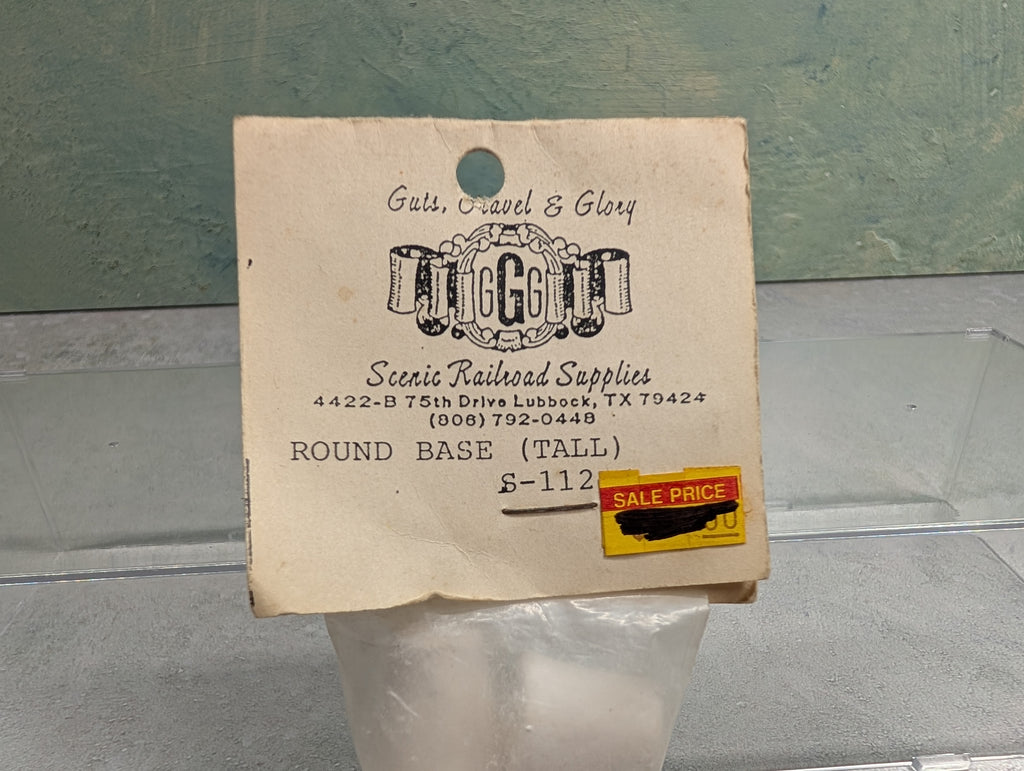 Guts, Gravel & Glory
GGG
Scenic Railroad Supplies
4422-B 75th Drive Lubbock, TX 79424
(806) 792-0448
ROUND BASE (TALL)
S-112
SALE PRICE
00